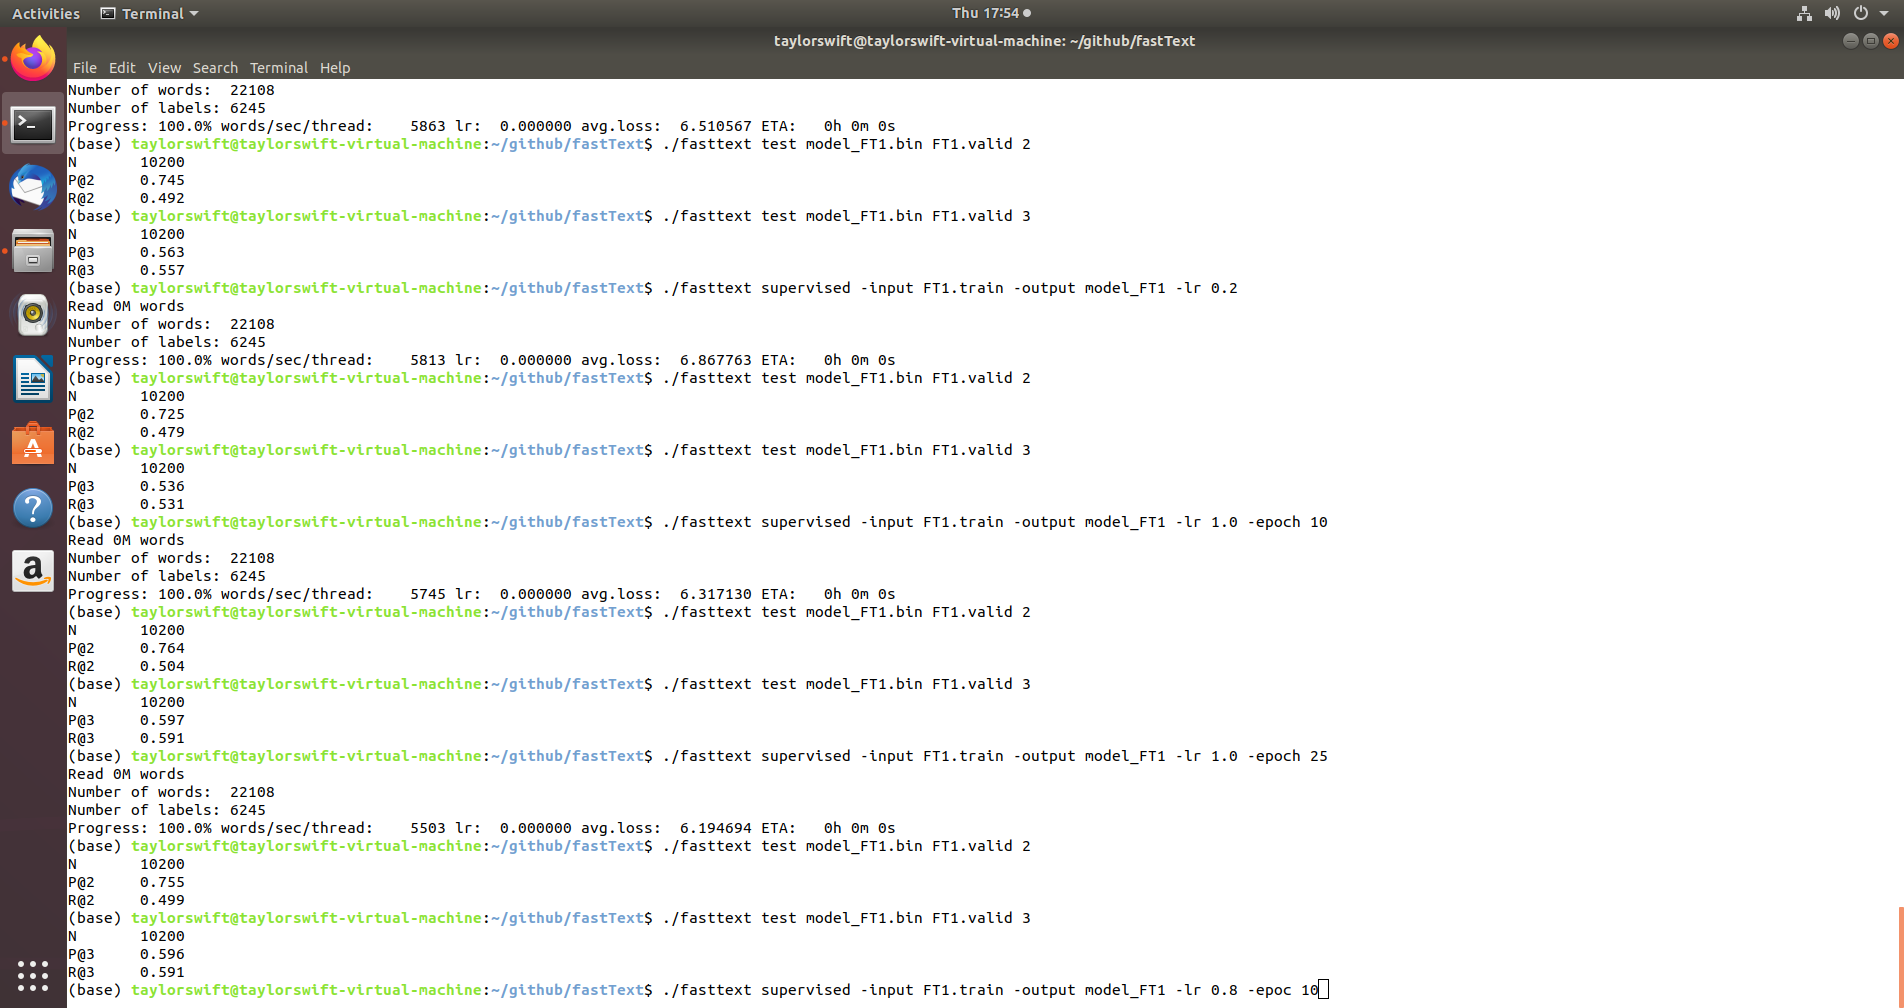 Activities Terminal Thu 17:54
taylorswift@taylorswift-virtual-machine: ~/github/fastText
File Edit View Search Terminal Help
Number of words:  22108
Number of labels: 6245
Progress: 100.0% words/sec/thread:    5863 lr:  0.000000 avg.loss:  6.510567 ETA:   0h 0m 0s
(base) taylorswift@taylorswift-virtual-machine:~/github/fastText$ ./fasttext test model_FT1.bin FT1.valid 2
N       10200
P@2     0.745
R@2     0.492
(base) taylorswift@taylorswift-virtual-machine:~/github/fastText$ ./fasttext test model_FT1.bin FT1.valid 3
N       10200
P@3     0.563
R@3     0.557
(base) taylorswift@taylorswift-virtual-machine:~/github/fastText$ ./fasttext supervised -input FT1.train -output model_FT1 -lr 0.2
Read 0M words
Number of words:  22108
Number of labels: 6245
Progress: 100.0% words/sec/thread:    5813 lr:  0.000000 avg.loss:  6.867763 ETA:   0h 0m 0s
(base) taylorswift@taylorswift-virtual-machine:~/github/fastText$ ./fasttext test model_FT1.bin FT1.valid 2
N       10200
P@2     0.725
R@2     0.479
(base) taylorswift@taylorswift-virtual-machine:~/github/fastText$ ./fasttext test model_FT1.bin FT1.valid 3
N       10200
P@3     0.536
R@3     0.531
(base) taylorswift@taylorswift-virtual-machine:~/github/fastText$ ./fasttext supervised -input FT1.train -output model_FT1 -lr 1.0 -epoch 10
Read 0M words
Number of words:  22108
Number of labels: 6245
Progress: 100.0% words/sec/thread:    5745 lr:  0.000000 avg.loss:  6.317130 ETA:   0h 0m 0s
(base) taylorswift@taylorswift-virtual-machine:~/github/fastText$ ./fasttext test model_FT1.bin FT1.valid 2
N       10200
P@2     0.764
R@2     0.504
(base) taylorswift@taylorswift-virtual-machine:~/github/fastText$ ./fasttext test model_FT1.bin FT1.valid 3
N       10200
P@3     0.597
R@3     0.591
(base) taylorswift@taylorswift-virtual-machine:~/github/fastText$ ./fasttext supervised -input FT1.train -output model_FT1 -lr 1.0 -epoch 25
Read 0M words
Number of words:  22108
Number of labels: 6245
Progress: 100.0% words/sec/thread:    5503 lr:  0.000000 avg.loss:  6.194694 ETA:   0h 0m 0s
(base) taylorswift@taylorswift-virtual-machine:~/github/fastText$ ./fasttext test model_FT1.bin FT1.valid 2
N       10200
P@2     0.755
R@2     0.499
(base) taylorswift@taylorswift-virtual-machine:~/github/fastText$ ./fasttext test model_FT1.bin FT1.valid 3
N       10200
P@3     0.596
R@3     0.591
(base) taylorswift@taylorswift-virtual-machine:~/github/fastText$ ./fasttext supervised -input FT1.train -output model_FT1 -lr 0.8 -epoc 10